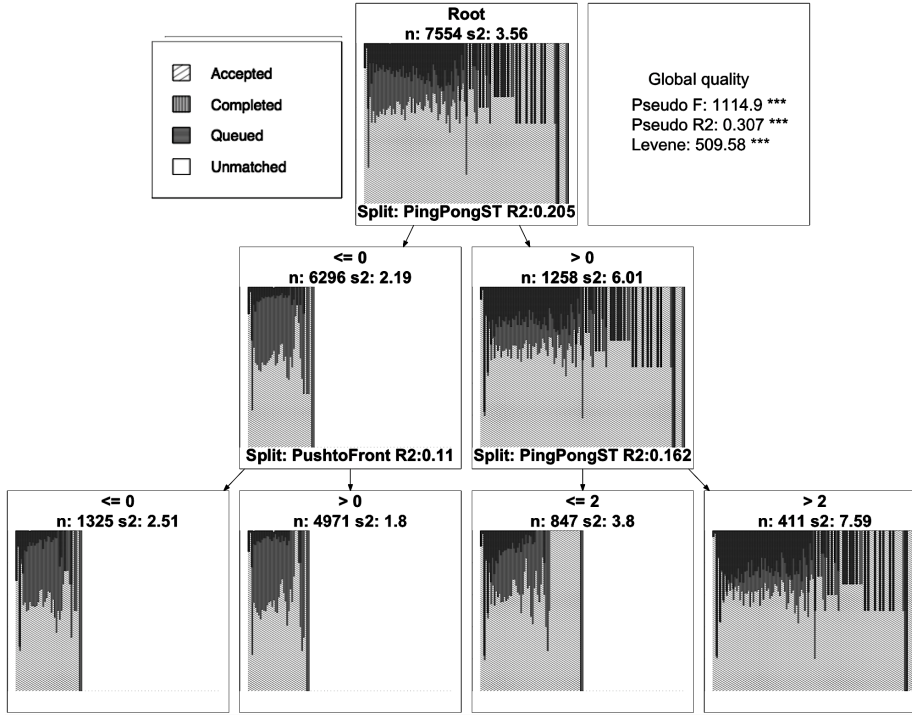 Root
n: 7554 s2: 3.56
Accepted
Completed
Queued
Unmatched
Global quality
Pseudo F: 1114.9 ***
Pseudo R2: 0.307 ***
Levene: 509.58 ***
Split: PingPongST R2:0.205
<= 0
n: 6296 s2: 2.19
Split: PushtoFront R2:0.11
> 0
n: 1258 s2: 6.01
Split: PingPongST R2:0.162
<= 0
n: 1325 s2: 2.51
> 0
n: 4971 s2: 1.8
<= 2
n: 847 s2: 3.8
> 2
n: 411 s2: 7.59